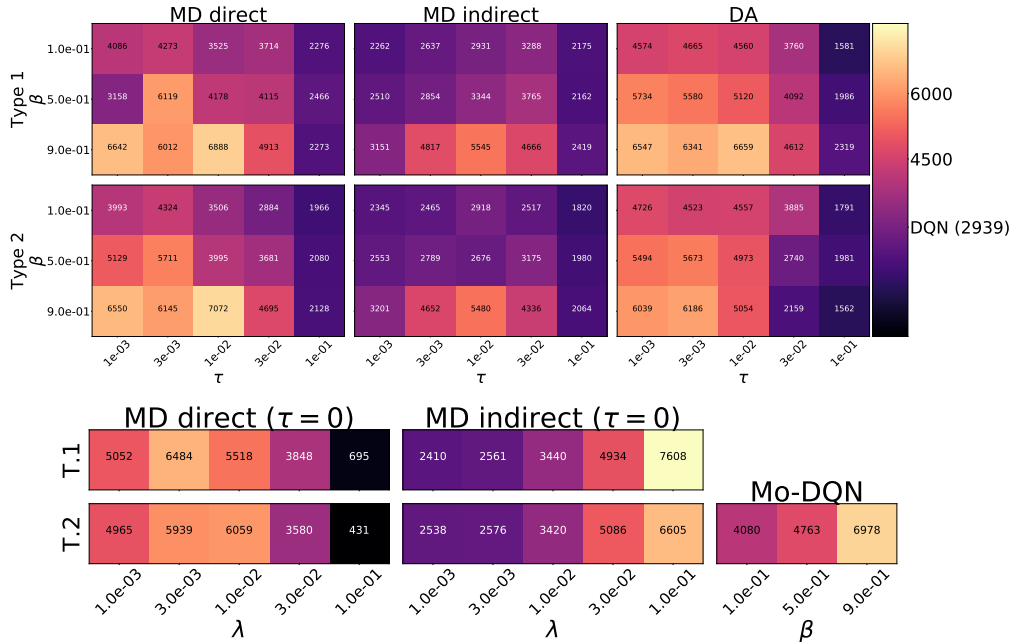 MD direct MD indirect DA
Type 1
β
1.0e-01 4086 4273 3525 3714 2276 2262 2637 2931 3288 2175 4574 4665 4560 3760 1581
5.0e-01 3158 6119 4178 4115 2466 2510 2854 3344 3765 2162 5734 5580 5120 4092 1986
9.0e-01 6642 6012 6888 4913 2273 3151 4817 5545 4666 2419 6547 6341 6659 4612 2319
6000
4500
DQN (2939)
Type 2
β
1.0e-01 3993 4324 3506 2884 1966 2345 2465 2918 2517 1820 4726 4523 4557 3885 1791
5.0e-01 5129 5711 3995 3681 2080 2553 2789 2676 3175 1980 5494 5673 4973 2740 1981
9.0e-01 6550 6145 7072 4695 2128 3201 4652 5480 4336 2064 6039 6186 5054 2159 1562
1e-03 3e-03 1e-02 3e-02 1e-01 1e-03 3e-03 1e-02 3e-02 1e-01 1e-03 3e-03 1e-02 3e-02 1e-01
τ τ τ
MD direct (τ = 0) MD indirect (τ = 0)
T.1 5052 6484 5518 3848 695 2410 2561 3440 4934 7608
Mo-DQN
T.2 4965 5939 6059 3580 431 2538 2576 3420 5086 6605 4080 4763 6978
1.0e-03 3.0e-03 1.0e-02 3.0e-02 1.0e-01 1.0e-03 3.0e-03 1.0e-02 3.0e-02 1.0e-01 1.0e-01 5.0e-01 9.0e-01
λ λ β